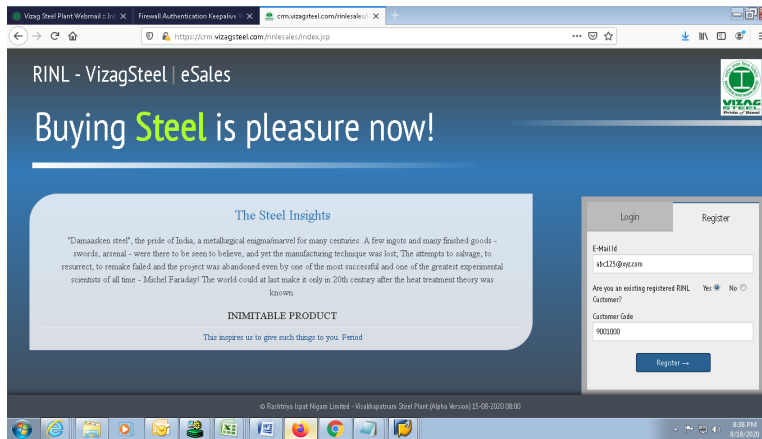 Vizag Steel Plant Webmail :: In
Firewall Authentication Keepalive
crm.vizagsteel.com/rinlesales/
https://crm.vizagsteel.com/rinlesales/index.jsp
RINL - VizagSteel | eSales
VIZAG
STEEL
Pride of Steel
Buying Steel is pleasure now!
The Steel Insights
"Damaasken steel", the pride of India, a metallurgical enigma/marvel for many centuries. A few ingots and many finished goods -
swords, arsenal - were there to be seen to believe, and yet the manufacturing technique was lost; The attempts to salvage, to
resurrect, to remake failed and the project was abandoned even by one of the most successful and one of the greatest experimental
scientists of all time - Michel Faraday! The world could at last make it only in 20th century after the heat treatment theory was
known.
INIMITABLE PRODUCT
This inspires us to give such things to you. Period
Login
Register
E-Mail Id
abc125@xyz.com
Are you an existing registered RINL Yes No
Customer?
Customer Code
9001000
Register →
© Rashtriya Ispat Nigam Limited - Visakhapatnam Steel Plant (Alpha Version) 15-08-2020 08:00
8:38 PM
8/18/2020